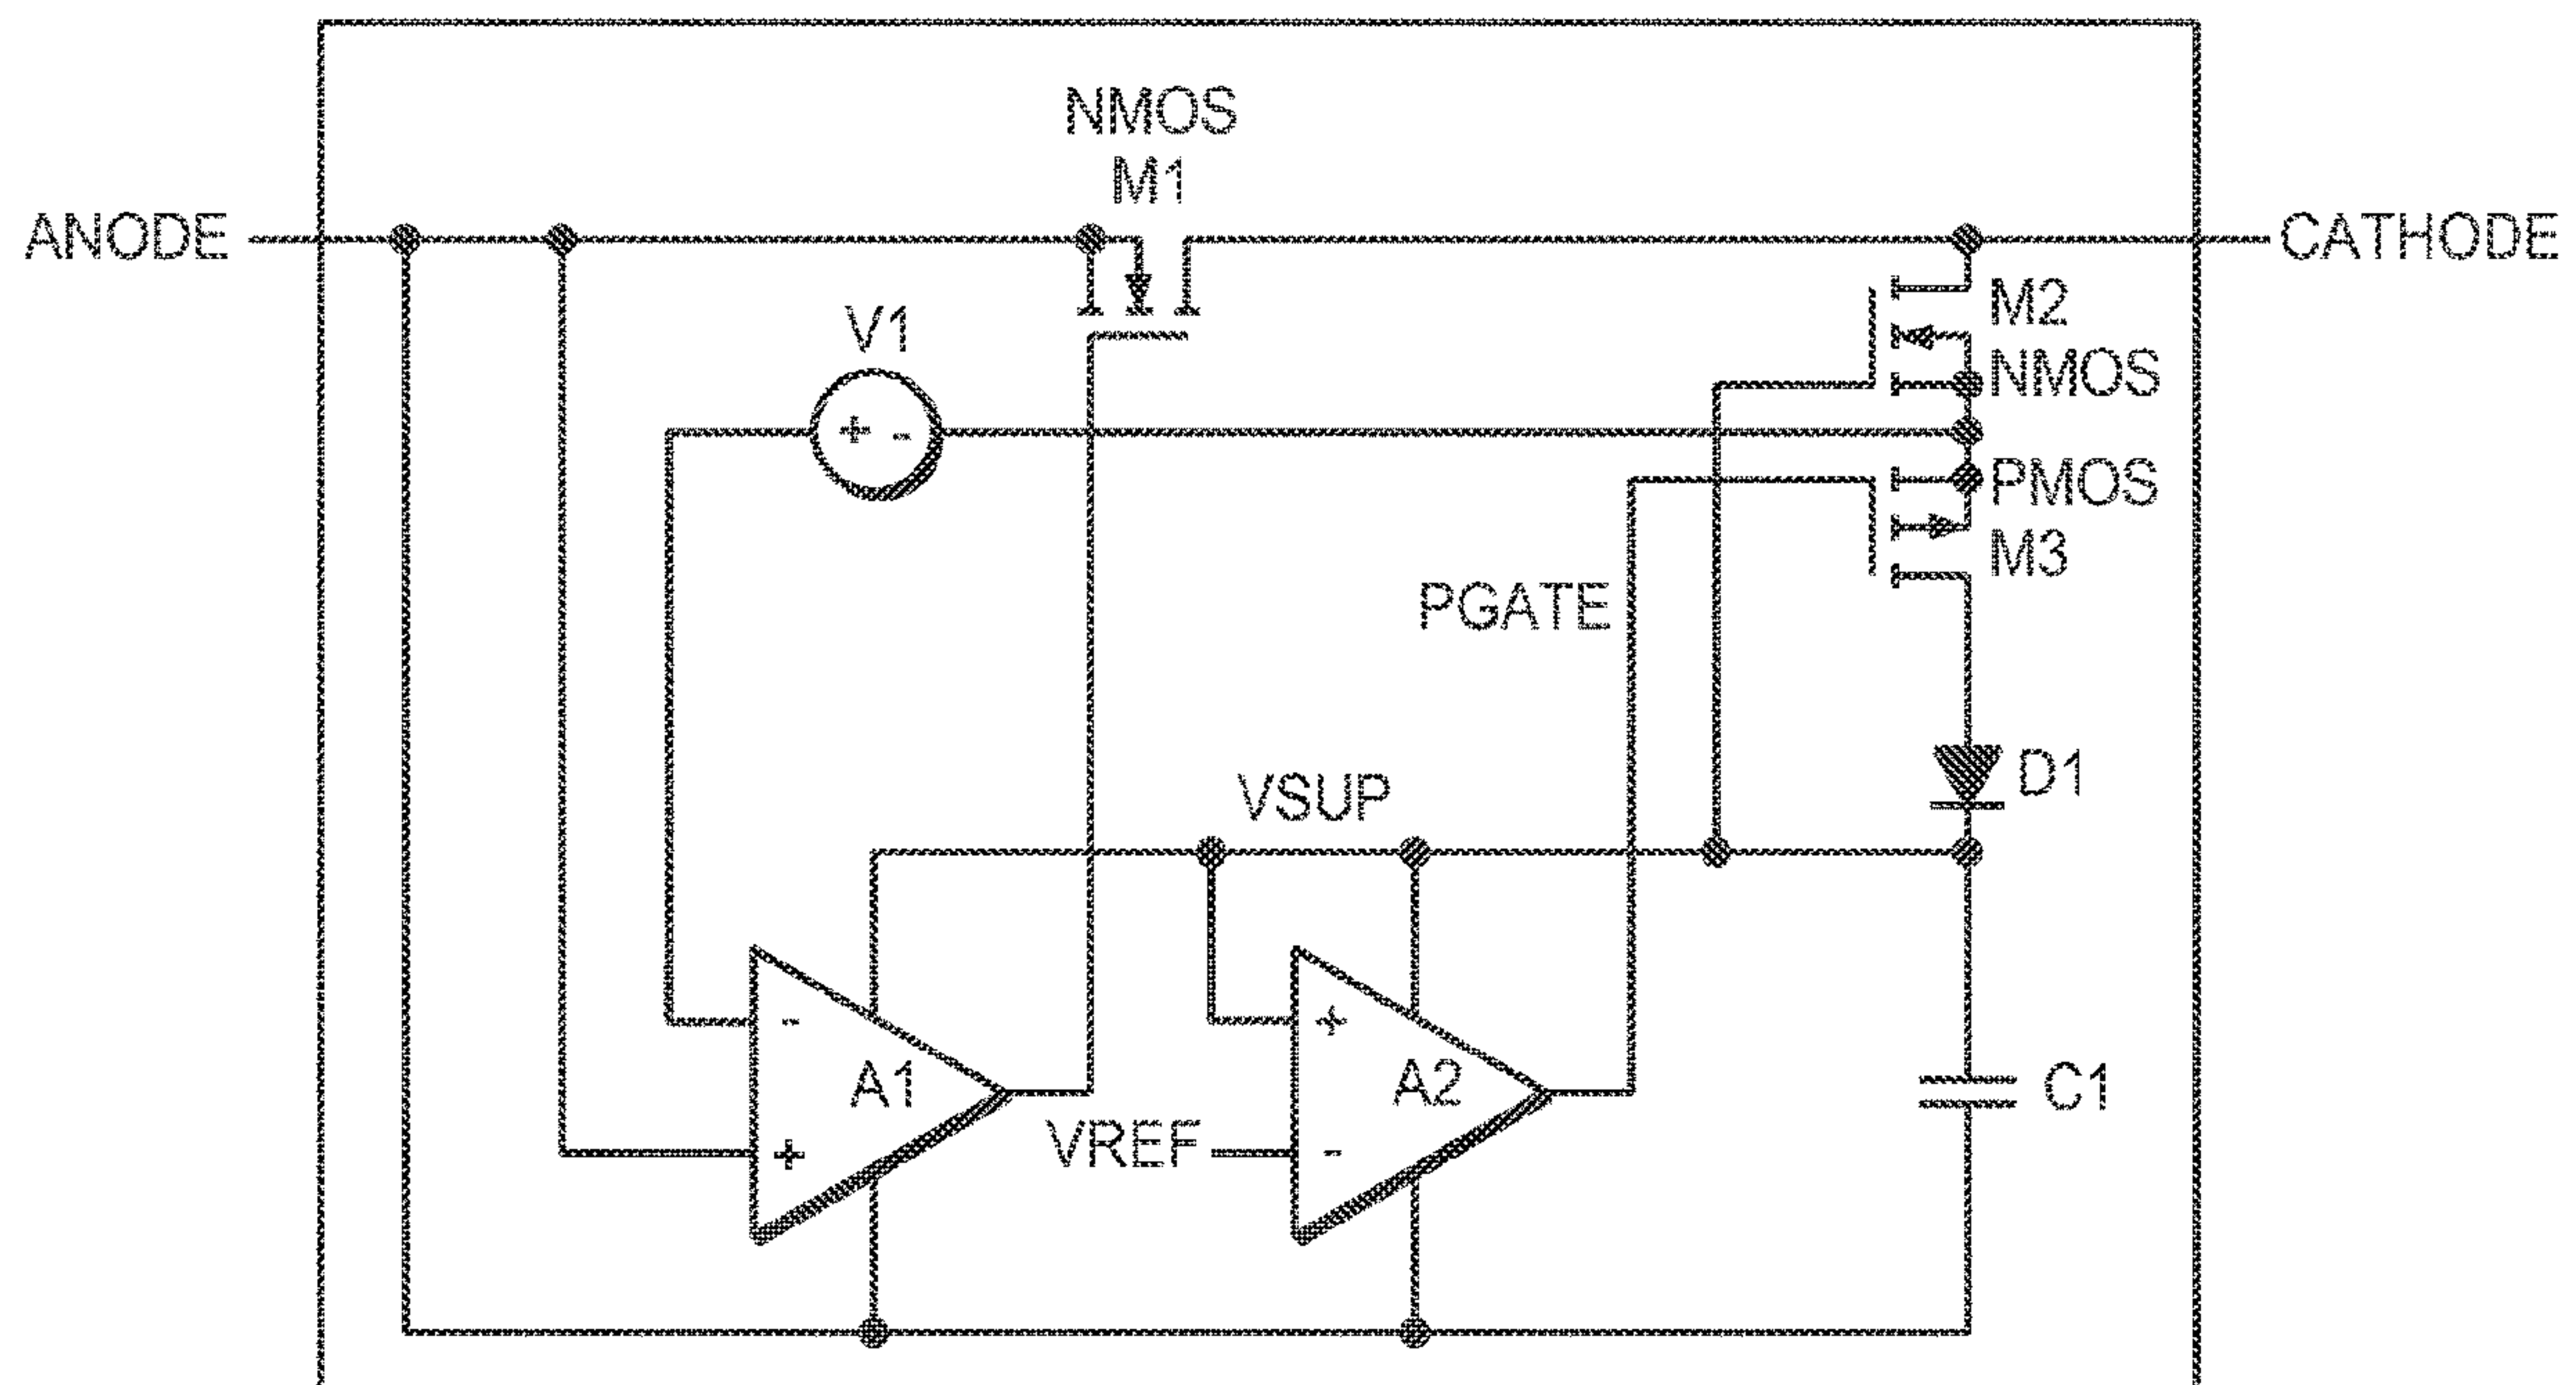 NMOS
M1
ANODE
CATHODE
V1
+ -
M2
NMOS
PMOS
M3
PGATE
D1
VSUP
-
A1
+
+
A2
-
VREF
C1